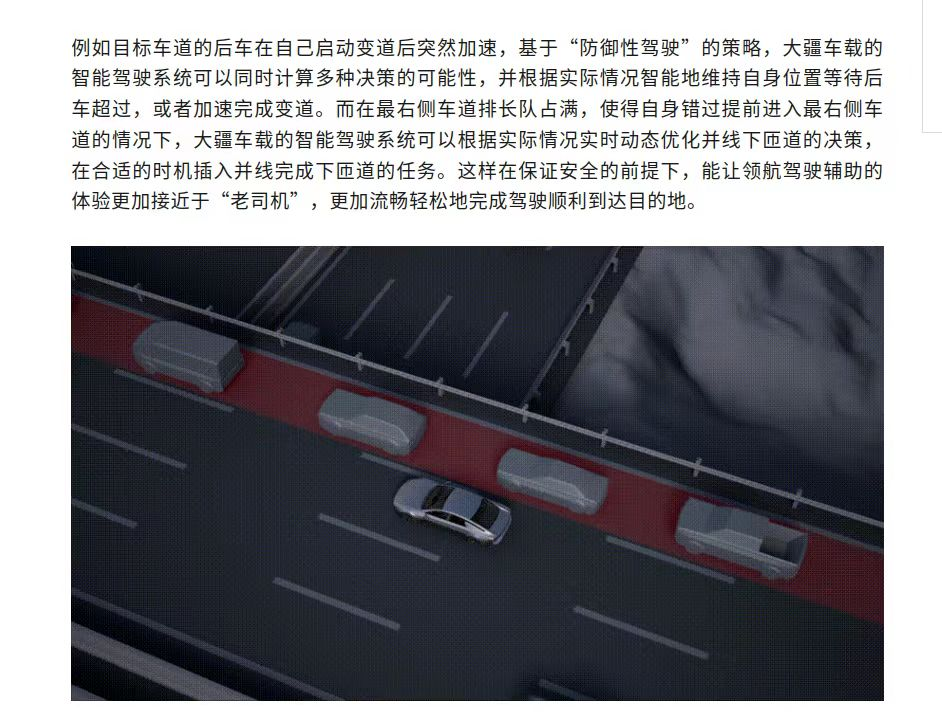 例如目标车道的后车在自己启动变道后突然加速，基于“防御性驾驶”的策略，大疆车载的
智能驾驶系统可以同时计算多种决策的可能性，并根据实际情况智能地维持自身位置等待后
车超过，或者加速完成变道。而在最右侧车道排长队占满，使得自身错过提前进入最右侧车
道的情况下，大疆车载的智能驾驶系统可以根据实际情况实时动态优化并线下匝道的决策，
在合适的时机插入并线完成下匝道的任务。这样在保证安全的前提下，能让领航驾驶辅助的
体验更加接近于“老司机”，更加流畅轻松地完成驾驶顺利到达目的地。